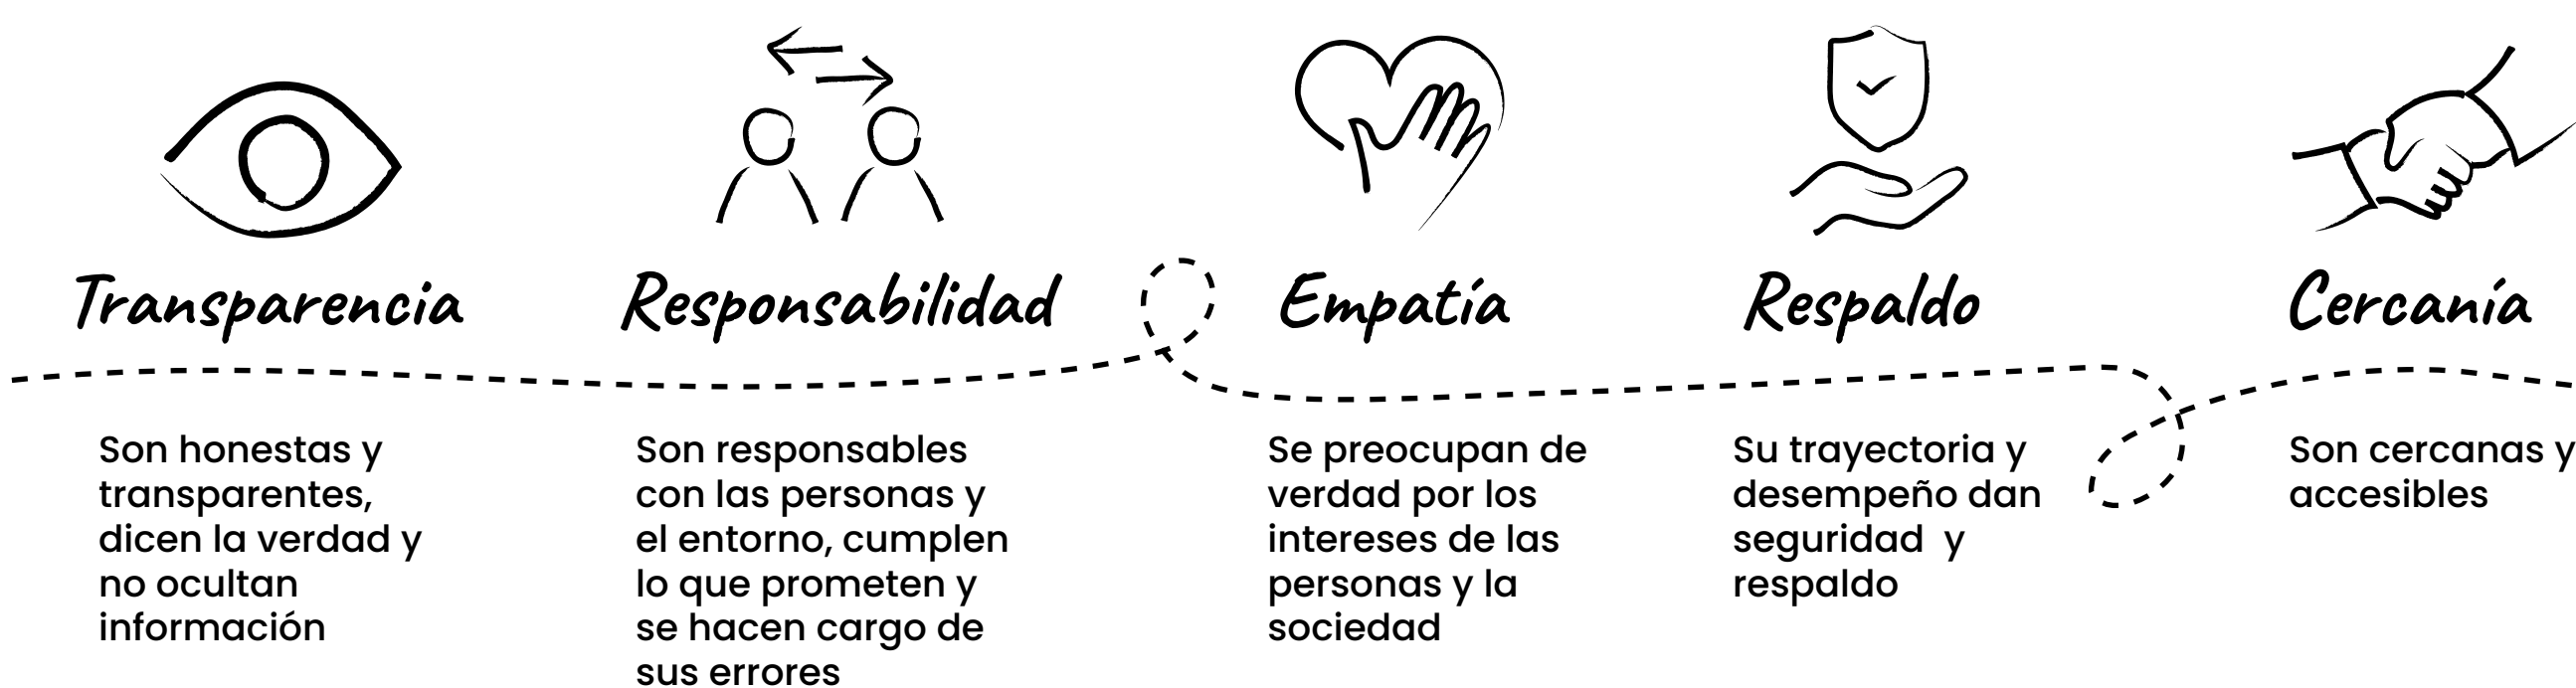 Transparencia
Responsabilidad
Empatía
Respaldo
Cercanía
Son honestas y
transparentes,
dicen la verdad y
no ocultan
información
Son responsables
con las personas y
el entorno, cumplen
lo que prometen y
se hacen cargo de
sus errores
Se preocupan de
verdad por los
intereses de las
personas y la
sociedad
Su trayectoria y
desempeño dan
seguridad y
respaldo
Son cercanas y
accesibles